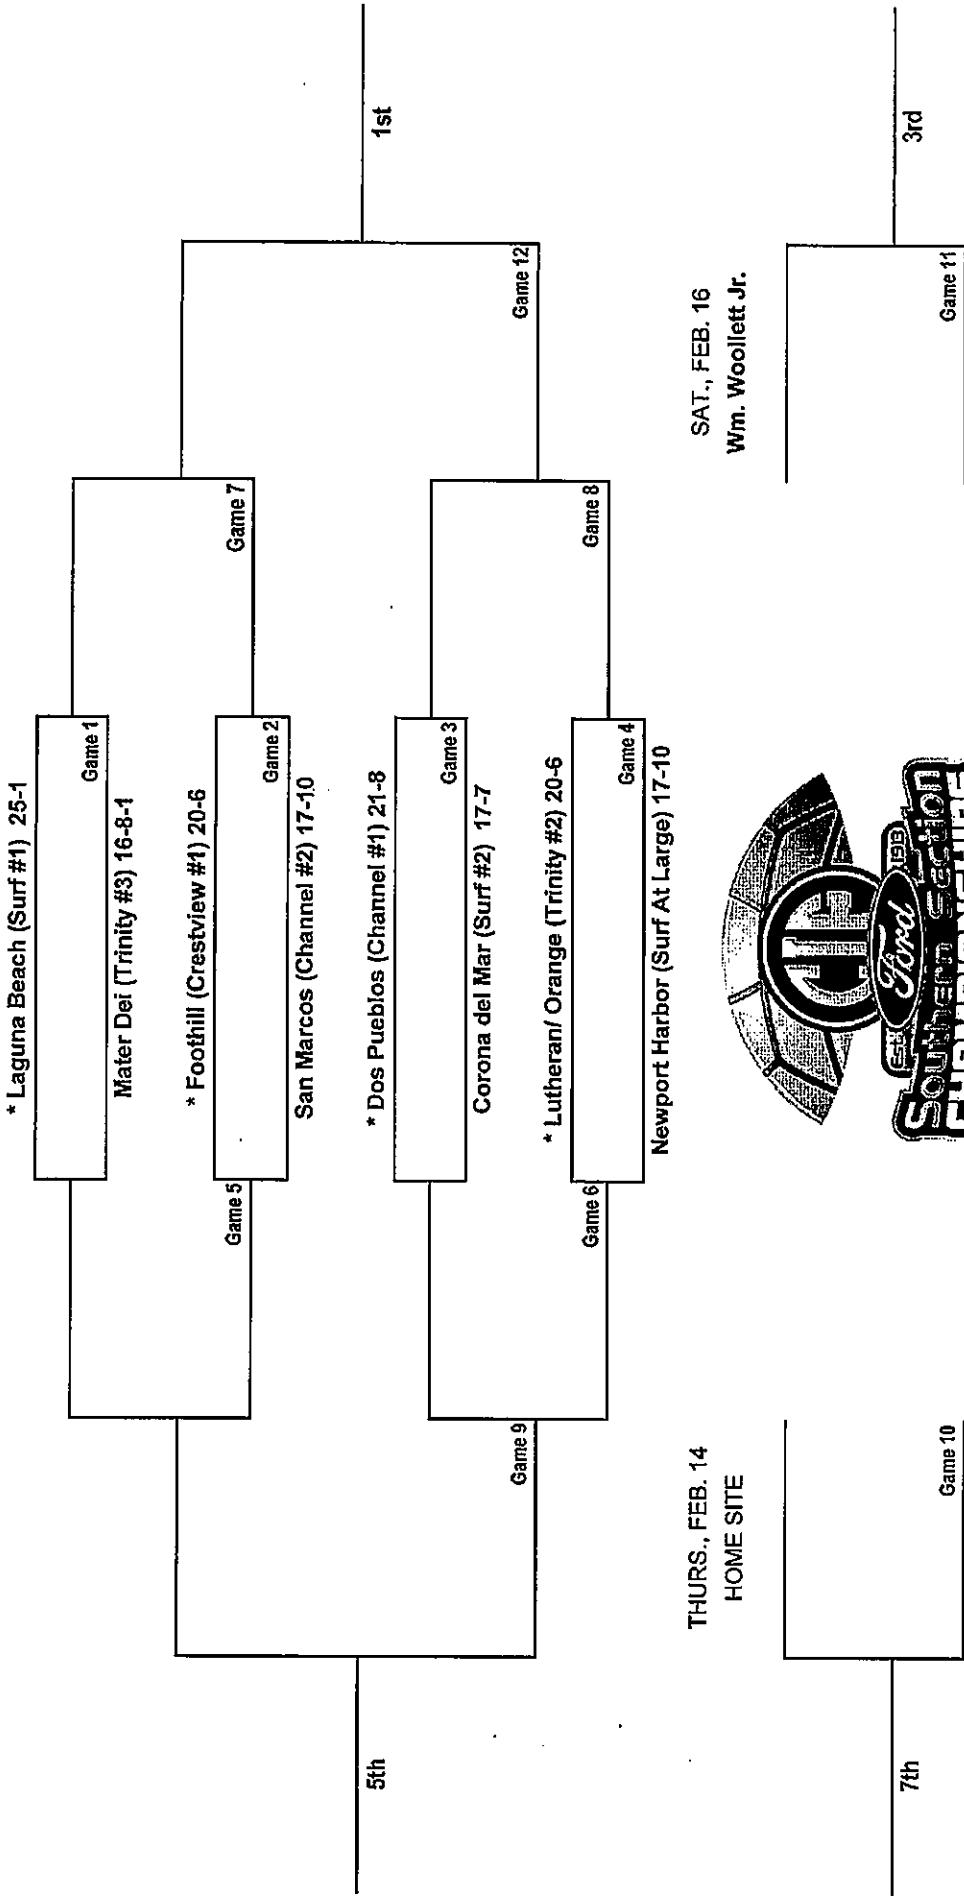 * Laguna Beach (Surf #1) 25-1
Game 1
Mater Dei (Trinity #3) 16-8-1
* Foothill (Crestview #1) 20-6
Game 5
Game 2
Game 7
San Marcos (Channel #2) 17-10
1st
* Dos Pueblos (Channel #1) 21-8
Game 3
Corona del Mar (Surf #2) 17-7
Game 9
Game 12
* Lutheran/ Orange (Trinity #2) 20-6
Game 6
Game 4
Game 8
Newport Harbor (Surf At Large) 17-10
5th
THURS., FEB. 14
HOME SITE
SAT., FEB. 16
Wm. Woollett Jr.
CIF
Est. 1913
Ford
Southern Section
Game 10
Game 11
7th
3rd